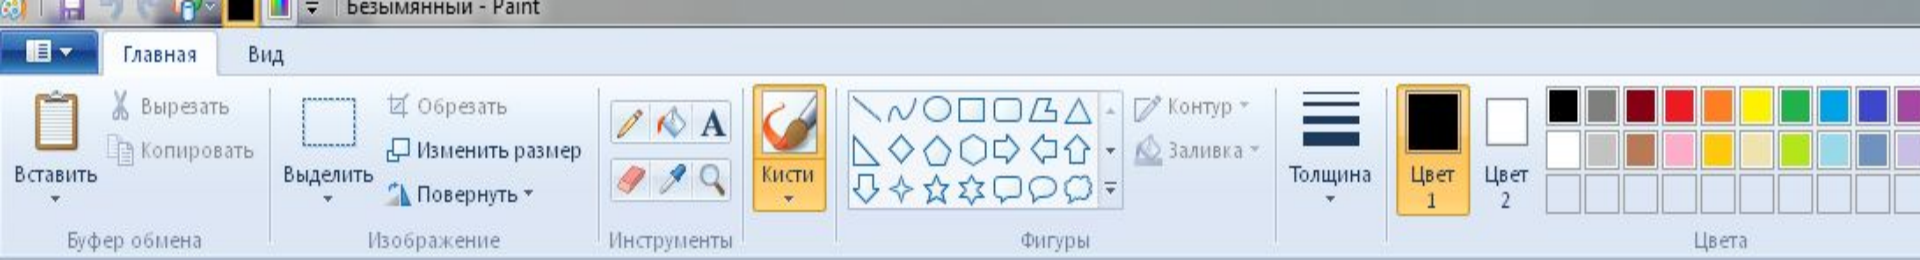 Безымянный - Paint
Главная Вид
Вставить
Вырезать
Копировать
Буфер обмена
Выделить
Обрезать
Изменить размер
Повернуть
Изображение
A
Инструменты
Кисти
Контур
Заливка
Фигуры
Толщина
Цвет
1
Цвет
2
Цвета